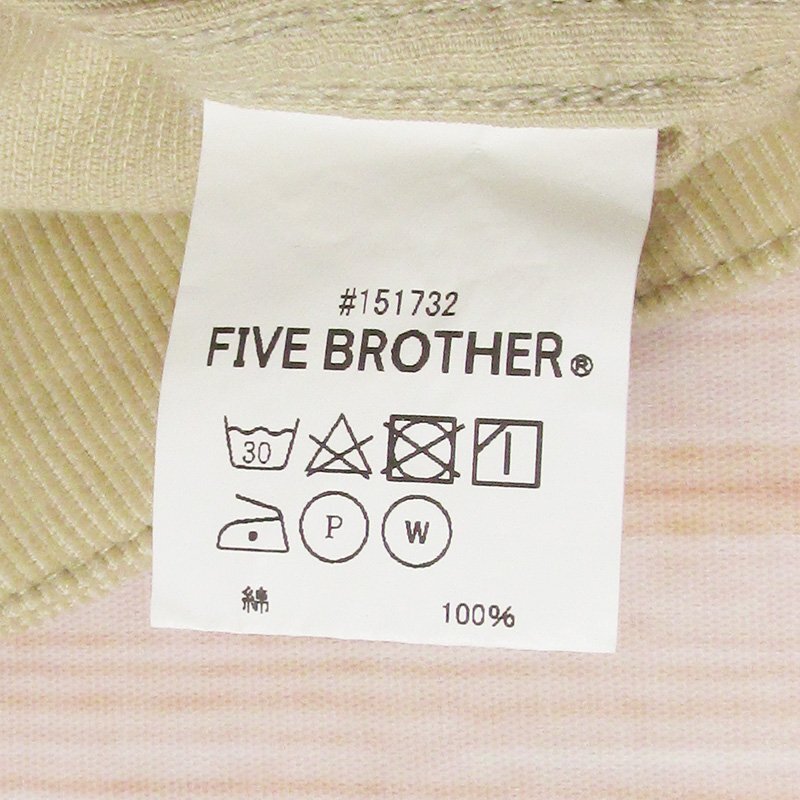 #151732
FIVE BROTHER®
30
P W
綿 100%